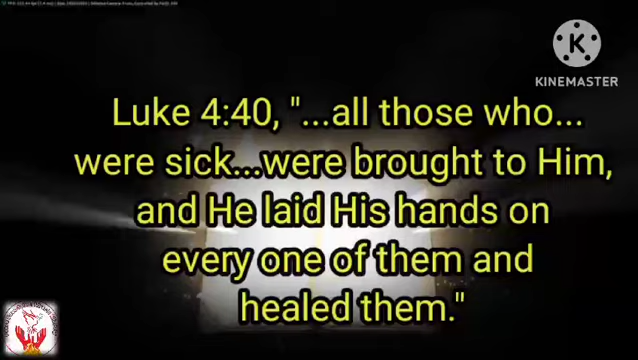 KINEMASTER
Luke 4:40, "...all those who...
were sick...were brought to Him,
and He laid His hands on
every one of them and
healed them."